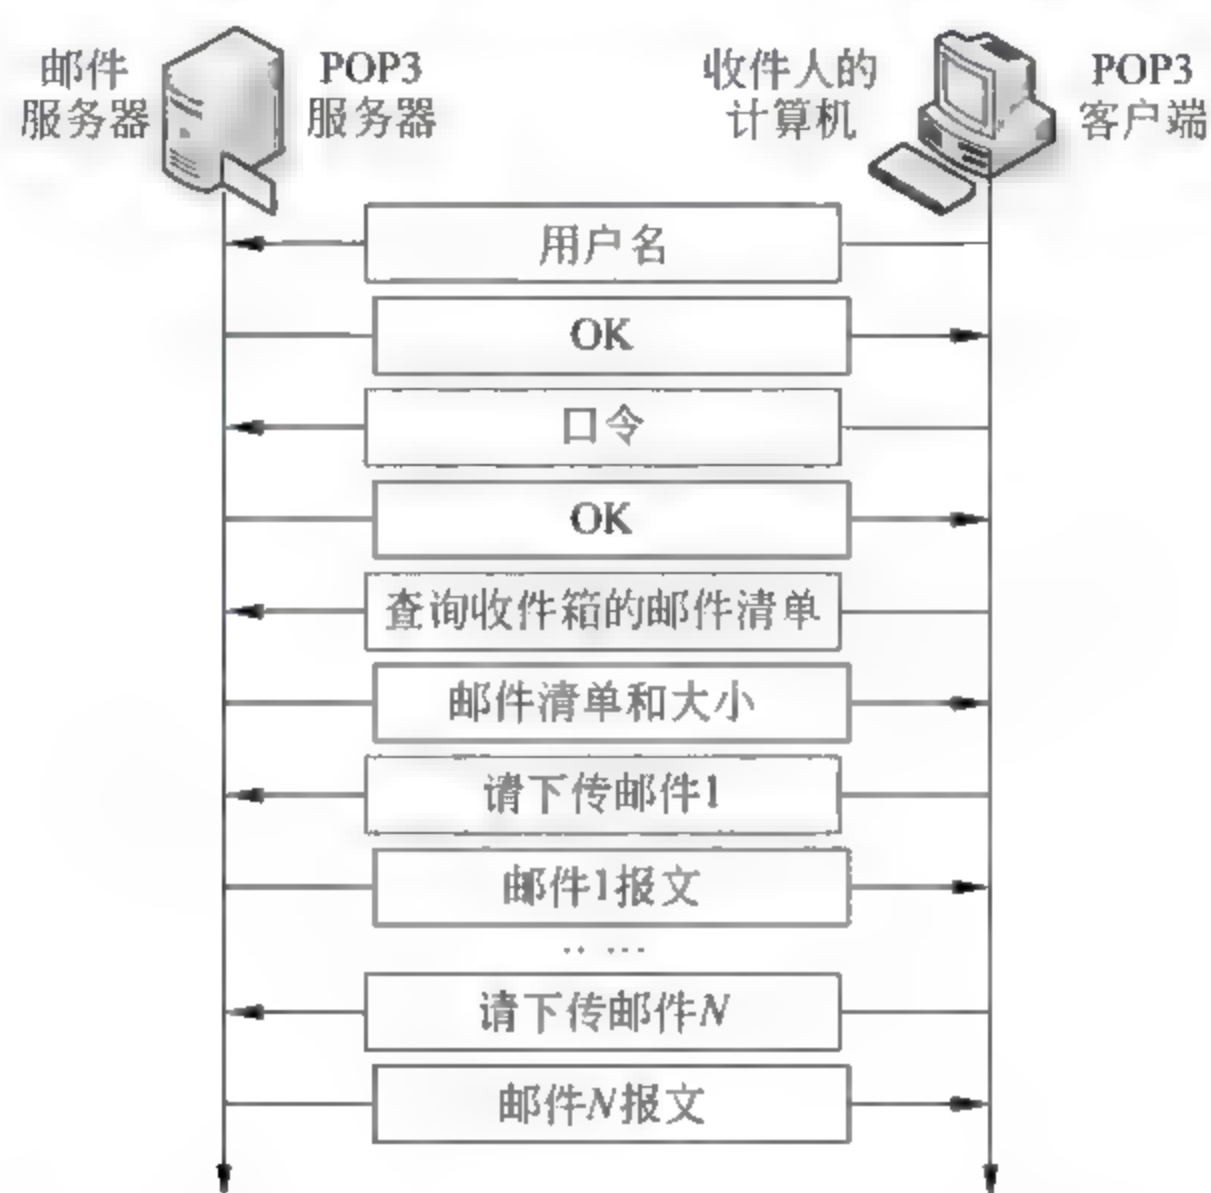 邮件
服务器
POP3
服务器
收件人的
计算机
POP3
客户端
用户名
OK
口令
OK
查询收件箱的邮件清单
邮件清单和大小
请下传邮件1
邮件1报文
·· ···
请下传邮件N
邮件N报文